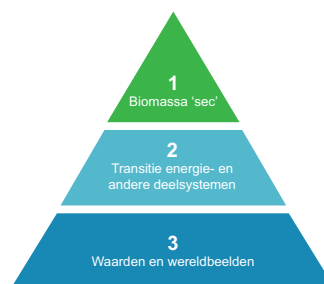 1
Biomassa ‘sec’
2
Transitie energie- en
andere deelsystemen
3
Waarden en wereldbeelden